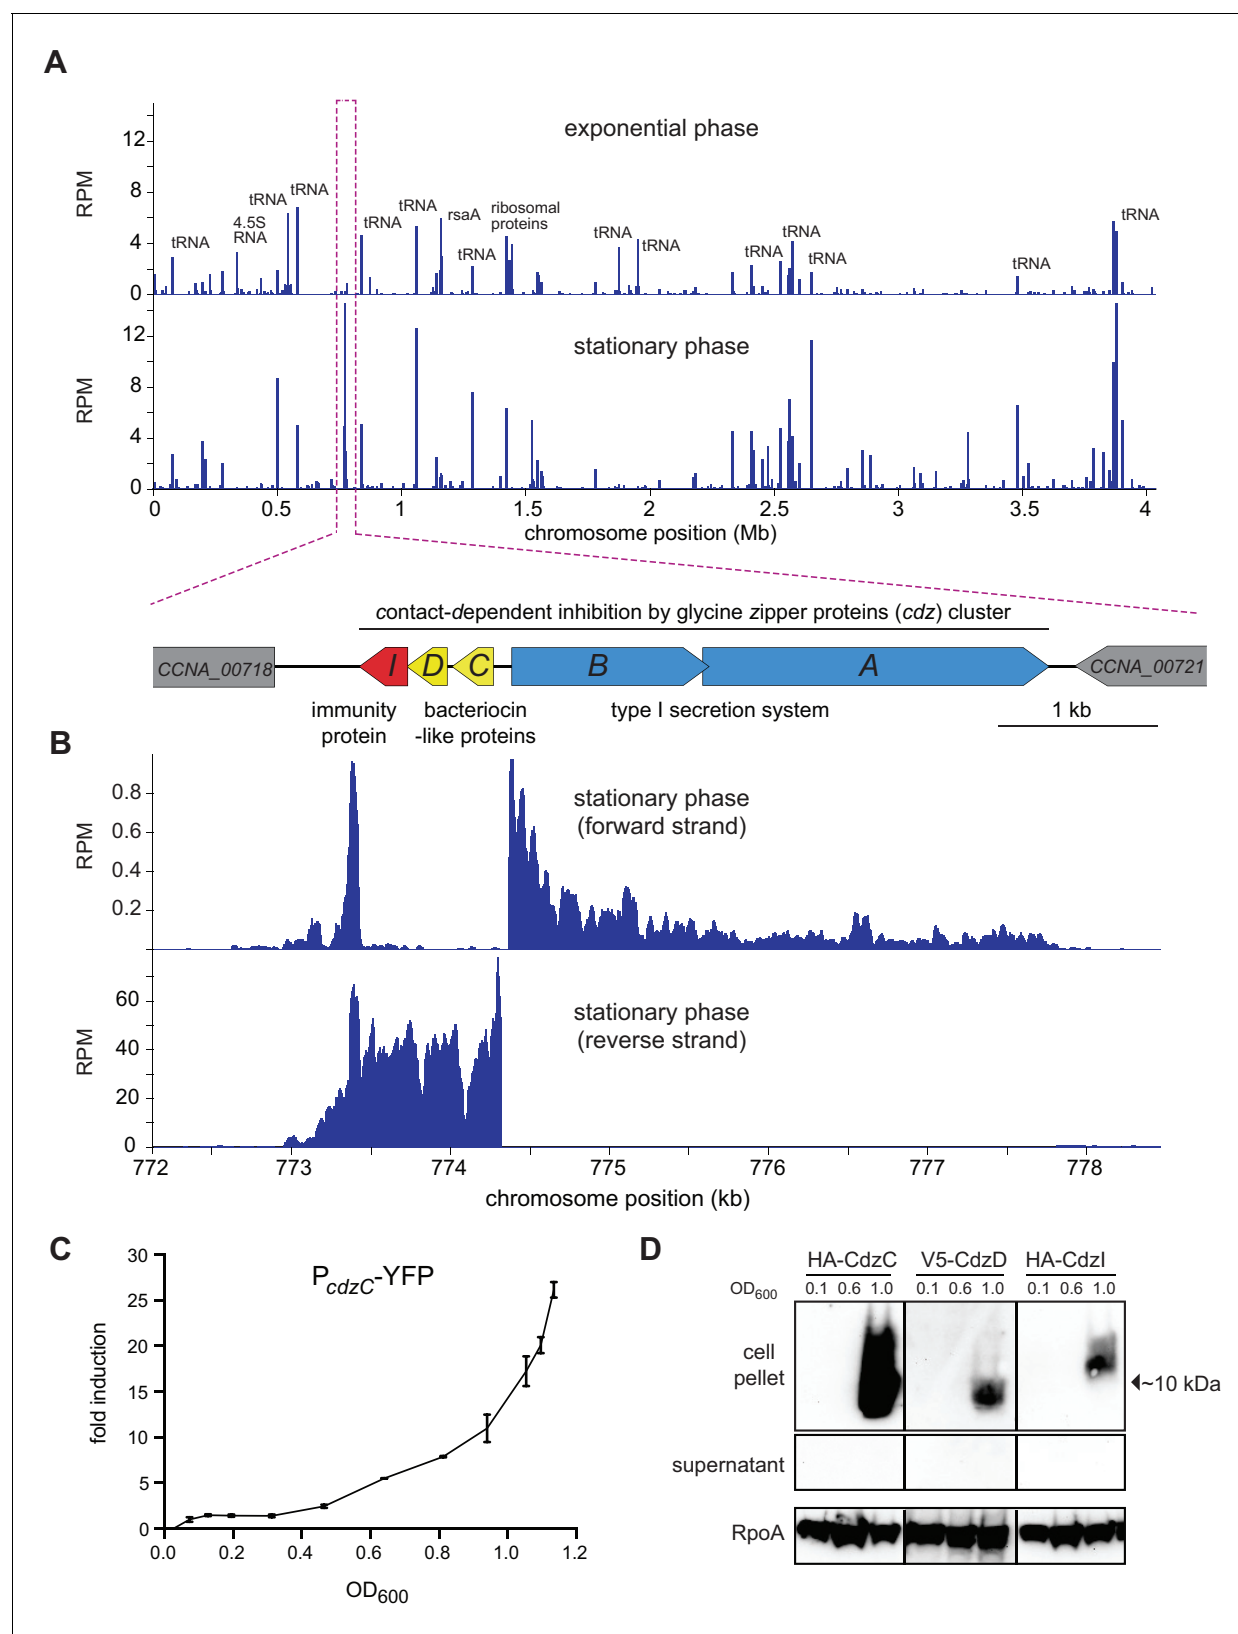 A
exponential phase
RPM
12
8
4
0
tRNA
4.5S
RNA
tRNA
tRNA
tRNA
tRNA
rsaA
tRNA
ribosomal
proteins
tRNA
tRNA
tRNA
tRNA
tRNA
tRNA
tRNA
stationary phase
RPM
12
8
4
0
0 0.5 1 1.5 2 2.5 3 3.5 4
chromosome position (Mb)
contact-dependent inhibition by glycine zipper proteins (cdz) cluster
CCNA_00718 I D C B A CCNA_00721
immunity
protein
bacteriocin
-like proteins
type I secretion system
1 kb
B
RPM
0.8
0.6
0.4
0.2
stationary phase
(forward strand)
RPM
60
40
20
0
stationary phase
(reverse strand)
772 773 774 775 776 777 778
chromosome position (kb)
C
PcdzC-YFP
fold induction
30
25
20
15
10
5
0
0.0 0.2 0.4 0.6 0.8 1.0 1.2
OD600
D
HA-CdzC V5-CdzD HA-CdzI
OD600 0.1 0.6 1.0 0.1 0.6 1.0 0.1 0.6 1.0
cell
pellet
~10 kDa
supernatant
RpoA